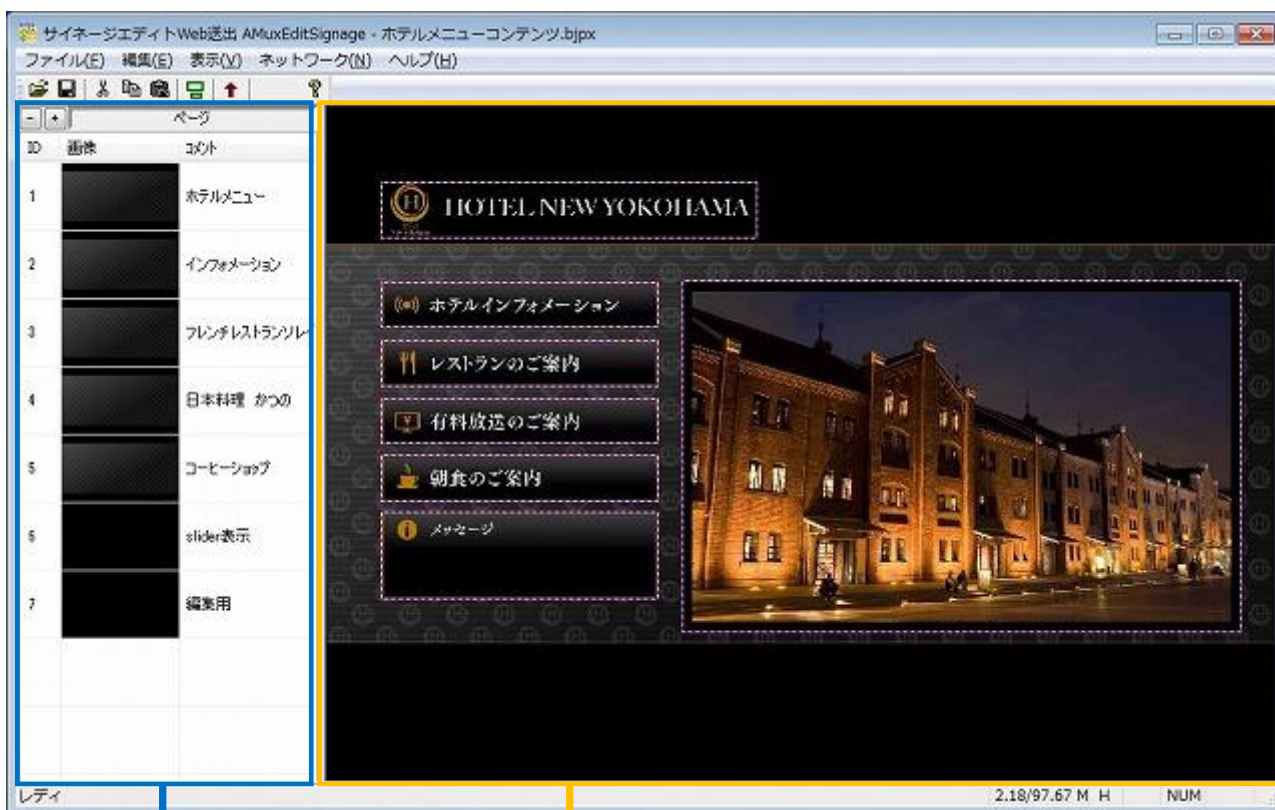 サイネージエディトWeb送出 AMuxEditSignage - ホテルメニューコンテンツ.bjpx
ファイル(F) 編集(E) 表示(V) ネットワーク(N) ヘルプ(H)
- + ページ
ID 画像 コメント
1 ホテルメニュー
2 インフォメーション
3 フレンチレストランソレイ
4 日本料理 かつの
5 コーヒーショップ
6 slider表示
7 編集用
HOTEL NEW YOKOHAMA
ホテルインフォメーション
レストランのご案内
有料放送のご案内
朝食のご案内
メッセージ
レディ 2.18/97.67 M H NUM